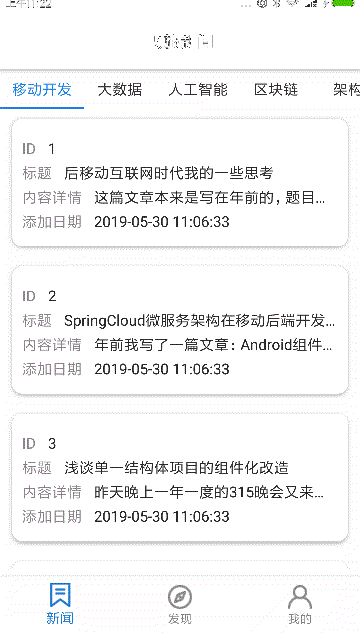 上午11:22
移动开发 大数据 人工智能 区块链 架构
ID 1
标题 后移动互联网时代我的一些思考
内容详情 这篇文章本来是写在年前的，题目...
添加日期 2019-05-30 11:06:33
ID 2
标题 SpringCloud微服务架构在移动后端开发...
内容详情 年前我写了一篇文章：Android组件...
添加日期 2019-05-30 11:06:33
ID 3
标题 浅谈单一结构体项目的组件化改造
内容详情 昨天晚上一年一度的315晚会又来...
添加日期 2019-05-30 11:06:33
新闻 发现 我的